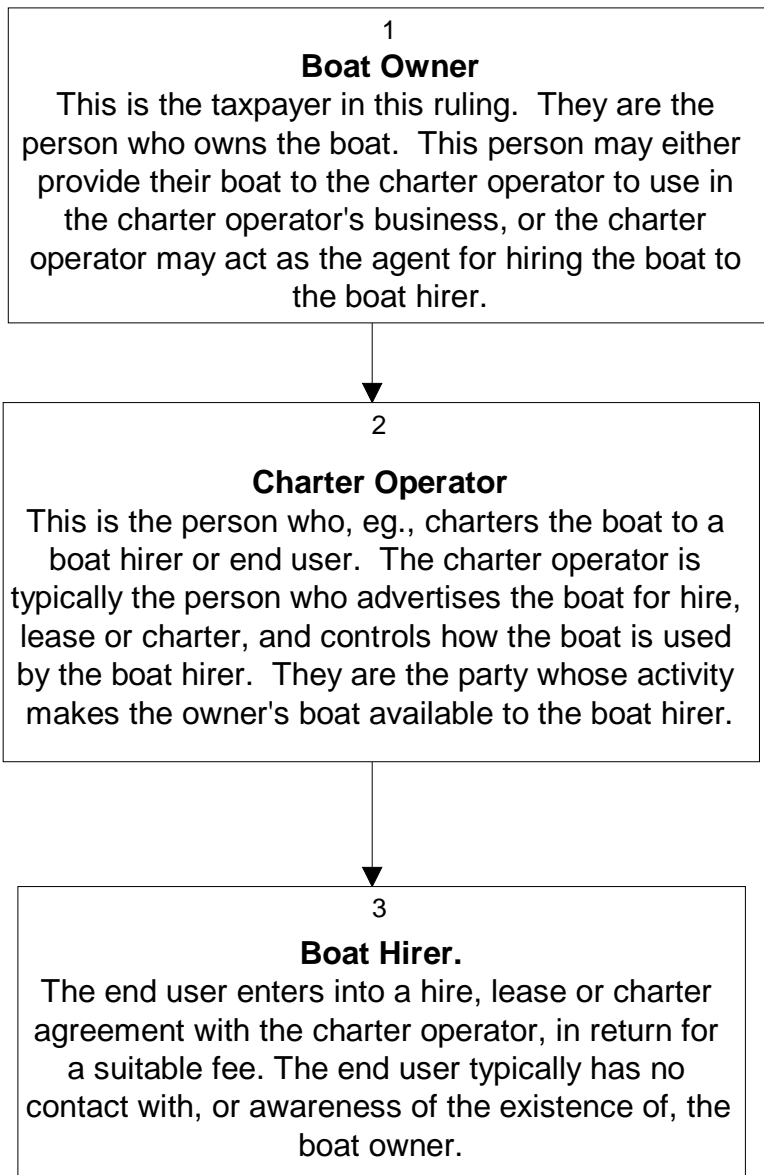 1
Boat Owner
This is the taxpayer in this ruling.  They are the
person who owns the boat.  This person may either
provide their boat to the charter operator to use in
the charter operator's business, or the charter
operator may act as the agent for hiring the boat to
the boat hirer.
2
Charter Operator
This is the person who, eg., charters the boat to a
boat hirer or end user.  The charter operator is
typically the person who advertises the boat for hire,
lease or charter, and controls how the boat is used
by the boat hirer.  They are the party whose activity
makes the owner's boat available to the boat hirer.
3
Boat Hirer.
The end user enters into a hire, lease or charter
agreement with the charter operator, in return for
a suitable fee. The end user typically has no
contact with, or awareness of the existence of, the
boat owner.